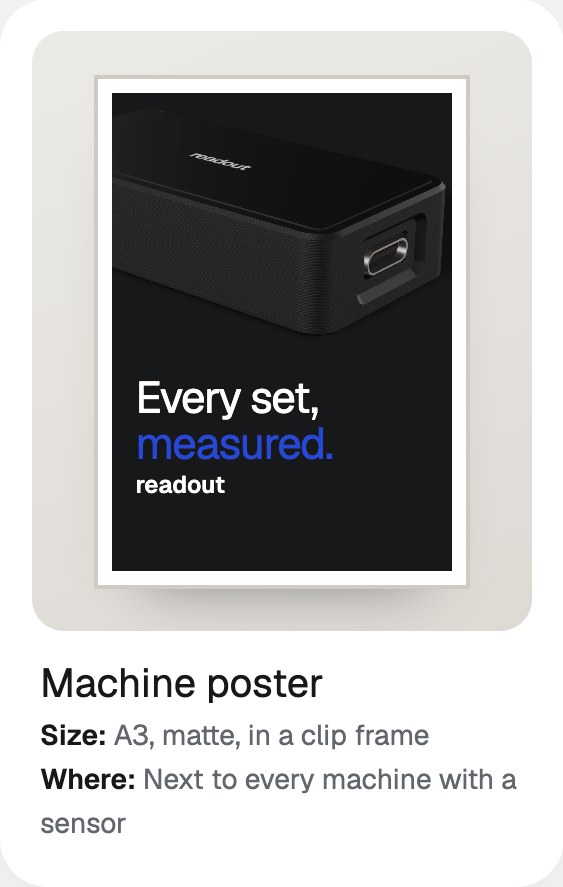 readout
Every set,
measured.
readout
Machine poster
Size: A3, matte, in a clip frame
Where: Next to every machine with a
sensor